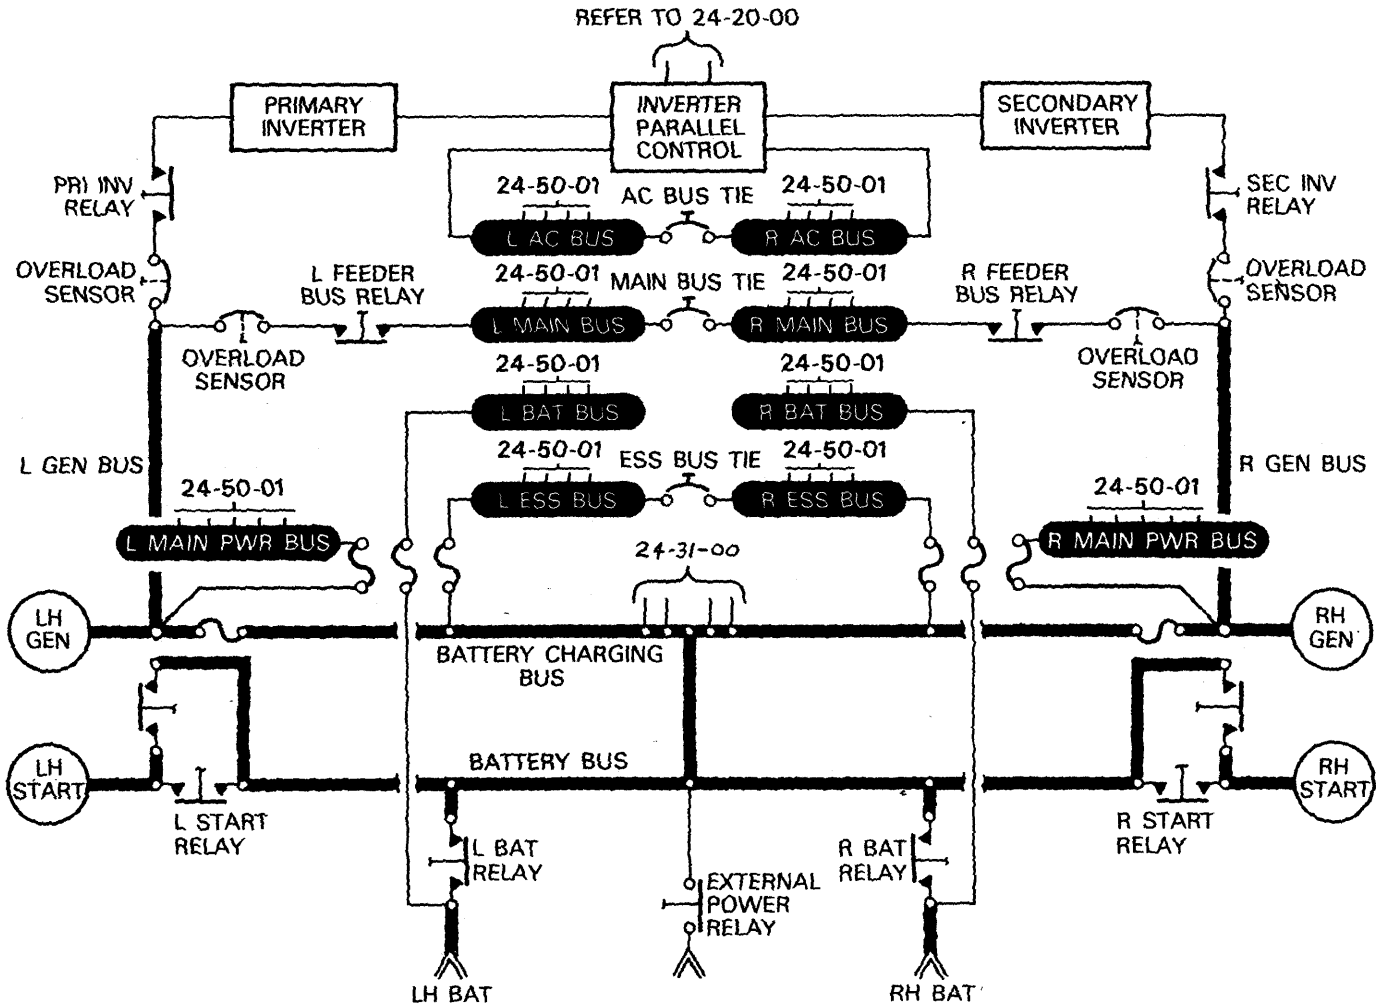 REFER TO 24-20-00
PRIMARY
INVERTER
INVERTER
PARALLEL
CONTROL
SECONDARY
INVERTER
PRI INV
RELAY
24-50-01
AC BUS TIE
24-50-01
SEC INV
RELAY
L AC BUS
R AC BUS
OVERLOAD
SENSOR
L FEEDER
BUS RELAY
24-50-01
MAIN BUS TIE
24-50-01
R FEEDER
BUS RELAY
OVERLOAD
SENSOR
L MAIN BUS
R MAIN BUS
OVERLOAD
SENSOR
24-50-01
24-50-01
OVERLOAD
SENSOR
L BAT BUS
R BAT BUS
L GEN BUS
24-50-01
ESS BUS TIE
24-50-01
R GEN BUS
24-50-01
L ESS BUS
R ESS BUS
24-50-01
L MAIN PWR BUS
24-31-00
R MAIN PWR BUS
LH
GEN
RH
GEN
BATTERY CHARGING
BUS
LH
START
BATTERY BUS
RH
START
L START
RELAY
R START
RELAY
L BAT
RELAY
R BAT
RELAY
EXTERNAL
POWER
RELAY
LH BAT
RH BAT